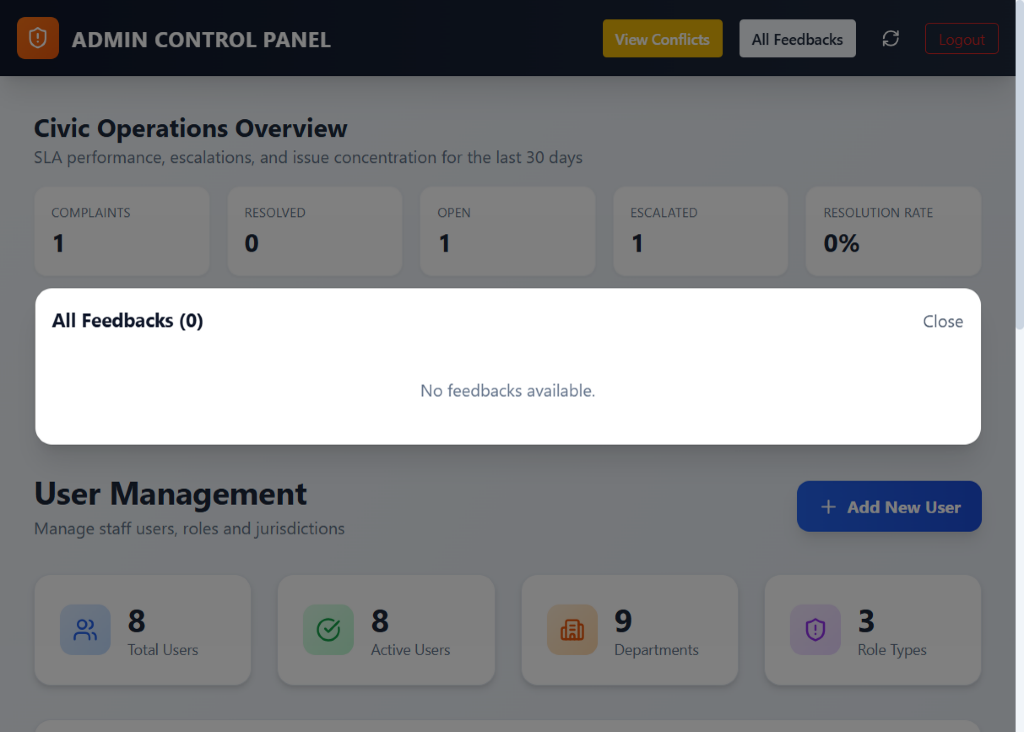 ADMIN CONTROL PANEL
View Conflicts
All Feedbacks
Logout
Civic Operations Overview
SLA performance, escalations, and issue concentration for the last 30 days
COMPLAINTS
1
RESOLVED
0
OPEN
1
ESCALATED
1
RESOLUTION RATE
0%
All Feedbacks (0)
Close
No feedbacks available.
User Management
Manage staff users, roles and jurisdictions
+ Add New User
8
Total Users
8
Active Users
9
Departments
3
Role Types